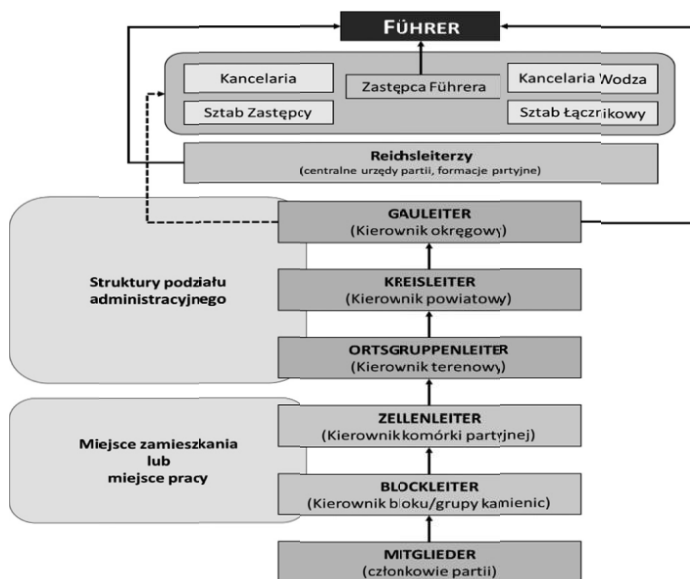 FÜHRER
Kancelaria
Zastępca Führera
Kancelaria Wodza
Sztab Zastępcy
Sztab Łącznikowy
Reichsleiterzy
(centralne urzędy partii, formacje partyjne)
GAULEITER
(Kierownik okręgowy)
Struktury podziału
administracyjnego
KREISLEITER
(Kierownik powiatowy)
ORTSGRUPPENLEITER
(Kierownik terenowy)
ZELLENLEITER
(Kierownik komórki partyjnej)
Miejsce zamieszkania
lub
miejsce pracy
BLOCKLEITER
(Kierownik bloku/grupy kamienic)
MITGLIEDER
(członkowie partii)